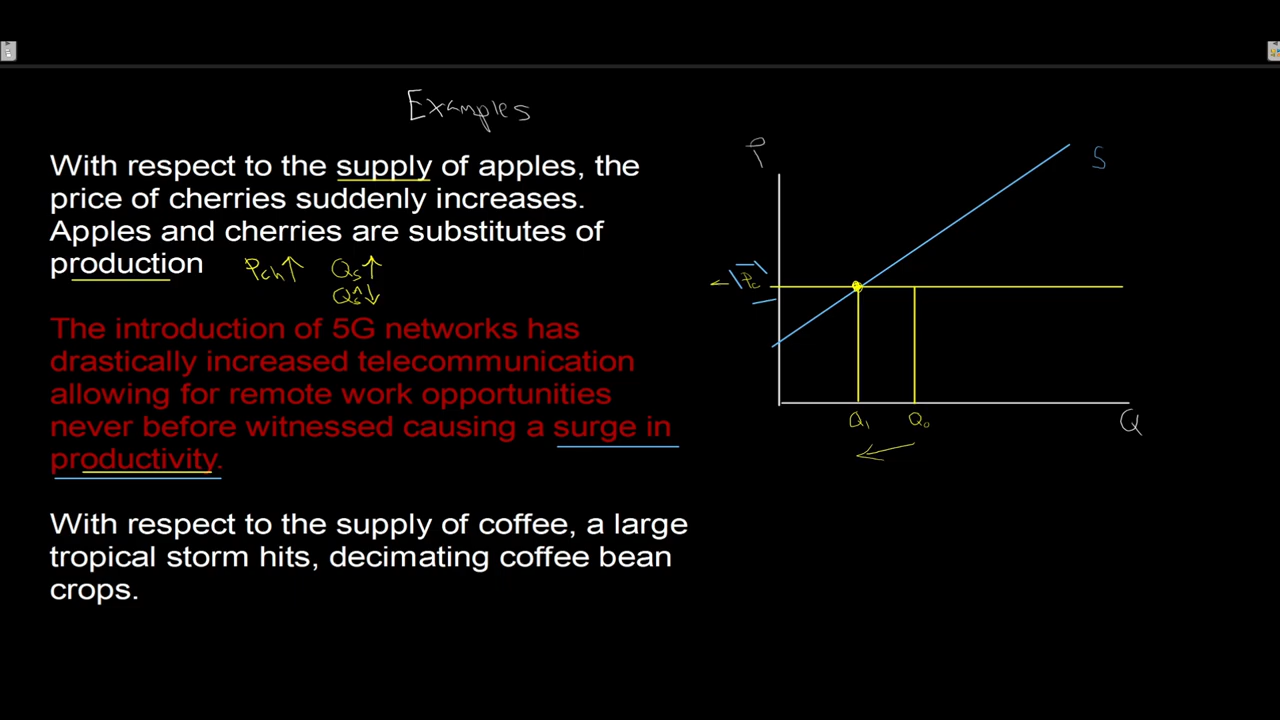 Examples
With respect to the supply of apples, the
price of cherries suddenly increases.
Apples and cherries are substitutes of
production
Pch↑ Qs↑
↓
The introduction of 5G networks has
drastically increased telecommunication
allowing for remote work opportunities
never before witnessed causing a surge in
productivity.
With respect to the supply of coffee, a large
tropical storm hits, decimating coffee bean
crops.
P
S
Pc
Q1 Q0
Q